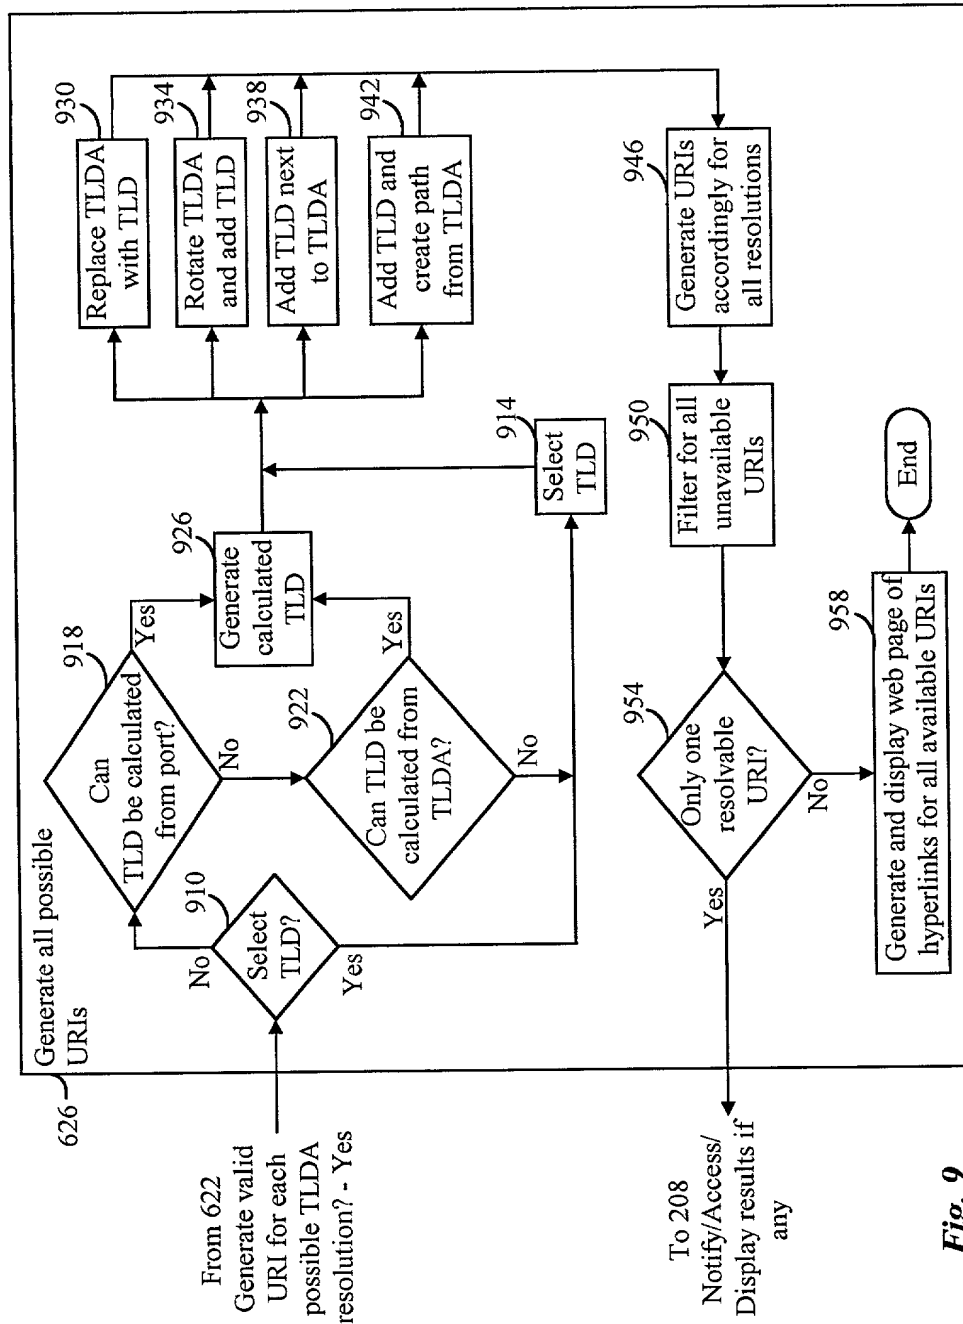 626
Generate all possible
URIs
From 622
Generate valid
URI for each
possible TLDA
resolution? - Yes
910
Select
TLD?
No
Yes
918
Can
TLD be calculated
from port?
Yes
No
922
Can TLD be
calculated from
TLDA?
Yes
No
926
Generate
calculated
TLD
914
Select
TLD
930
Replace TLDA
with TLD
934
Rotate TLDA
and add TLD
938
Add TLD next
to TLDA
942
Add TLD and
create path
from TLDA
946
Generate URIs
accordingly for
all resolutions
950
Filter for all
unavailable
URIs
954
Only one
resolvable
URI?
Yes
No
To 208
Notify/Access/
Display results if
any
958
Generate and display web page of
hyperlinks for all available URIs
End
Fig. 9